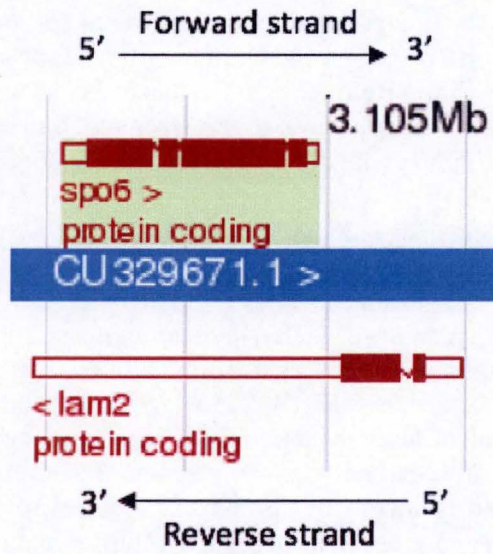 Forward strand
5’ 3’
3.105Mb
spo6 >
protein coding
CU329671.1 >
< lam2
protein coding
3’ 5’
Reverse strand